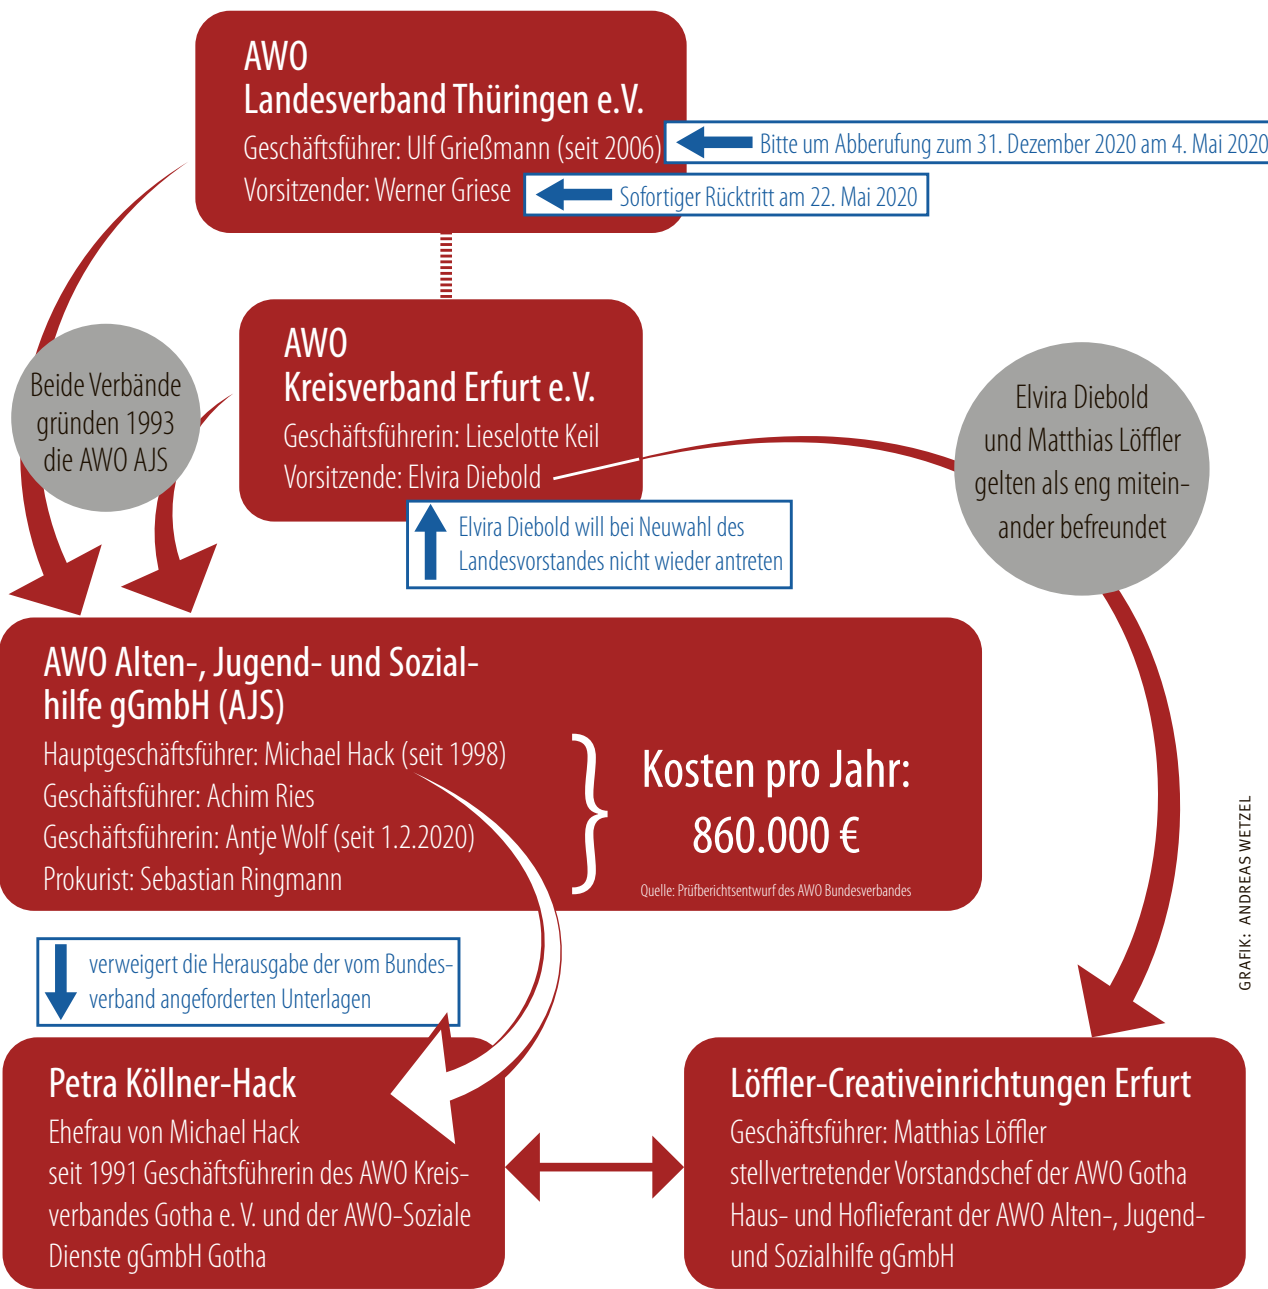 AWO
Landesverband Thüringen e.V.
Geschäftsführer: Ulf Grießmann (seit 2006)
Bitte um Abberufung zum 31. Dezember 2020 am 4. Mai 2020
Vorsitzender: Werner Griese
Sofortiger Rücktritt am 22. Mai 2020
Beide Verbände
gründen 1993
die AWO AJS
AWO
Kreisverband Erfurt e.V.
Geschäftsführerin: Lieselotte Keil
Vorsitzende: Elvira Diebold
Elvira Diebold will bei Neuwahl des
Landesvorstandes nicht wieder antreten
Elvira Diebold
und Matthias Löffler
gelten als eng mitein-
ander befreundet
AWO Alten-, Jugend- und Sozial-
hilfe gGmbH (AJS)
Hauptgeschäftsführer: Michael Hack (seit 1998)
Geschäftsführer: Achim Ries
Geschäftsführerin: Antje Wolf (seit 1.2.2020)
Prokurist: Sebastian Ringmann
Kosten pro Jahr:
860.000 €
Quelle: Prüfberichtsentwurf des AWO Bundesverbandes
verweigert die Herausgabe der vom Bundes-
verband angeforderten Unterlagen
Petra Köllner-Hack
Ehefrau von Michael Hack
seit 1991 Geschäftsführerin des AWO Kreis-
verbandes Gotha e. V. und der AWO-Soziale
Dienste gGmbH Gotha
Löffler-Creativeinrichtungen Erfurt
Geschäftsführer: Matthias Löffler
stellvertretender Vorstandschef der AWO Gotha
Haus- und Hoflieferant der AWO Alten-, Jugend-
und Sozialhilfe gGmbH
GRAFIK: ANDREAS WETZEL